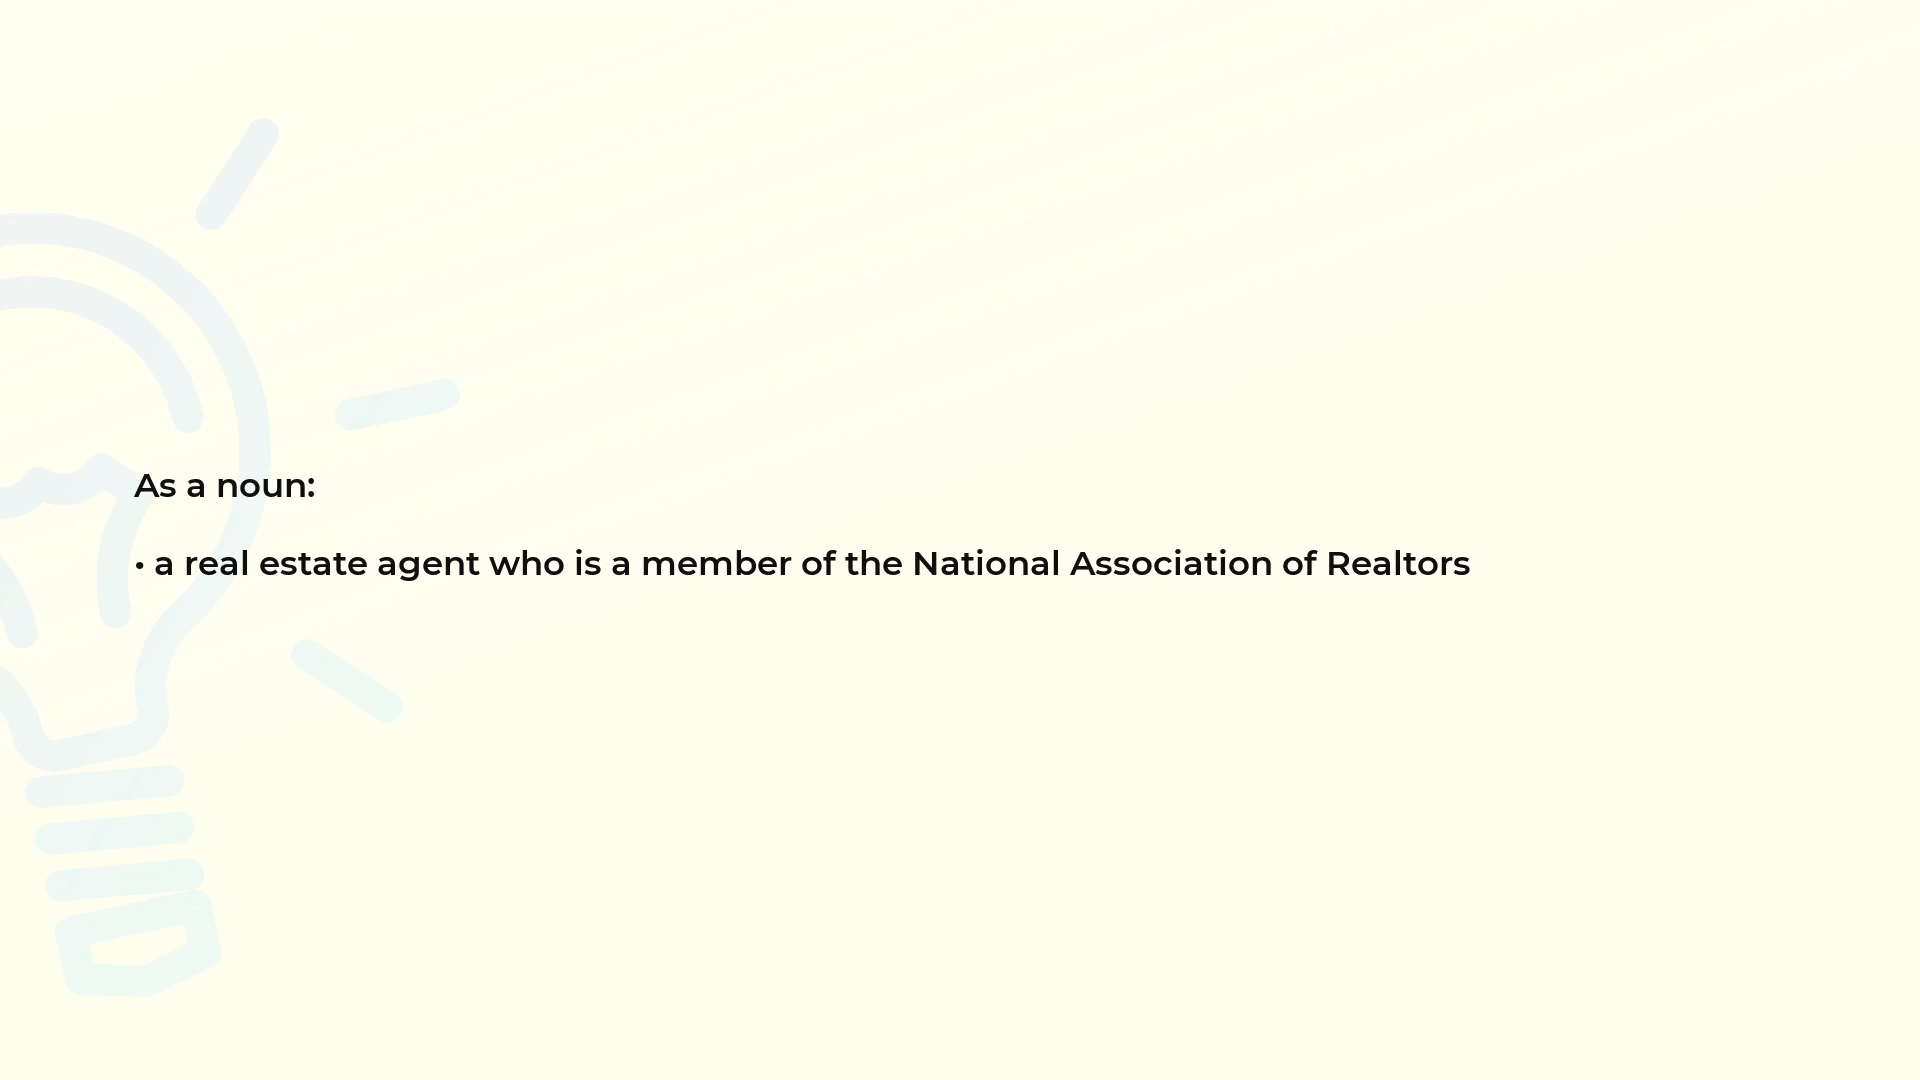 As a noun:
• a real estate agent who is a member of the National Association of Realtors